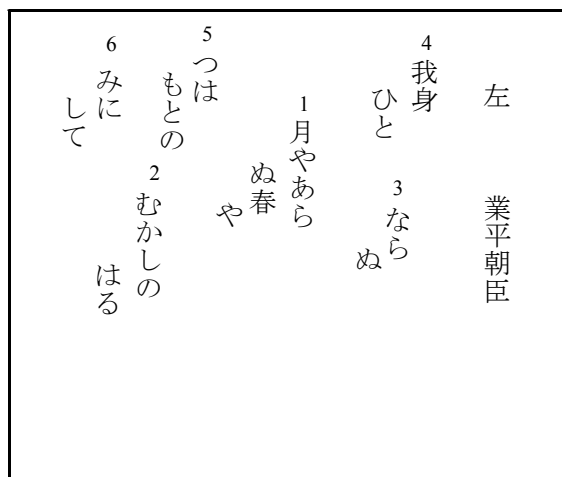 左　業平朝臣
1月やあら
ぬ春
や
2むかしの
はる
3なら
ぬ
4我身
ひと
5つは
もとの
6みに
して